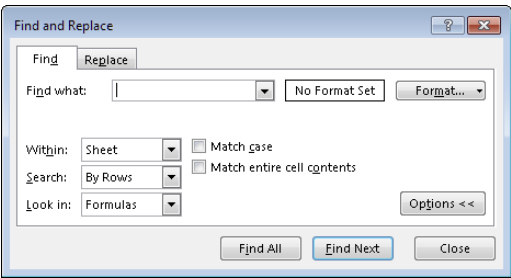 Find and Replace
Find Replace
Find what: No Format Set Format...
Within: Sheet Match case
Match entire cell contents
Search: By Rows
Look in: Formulas Options <<
Find All Find Next Close